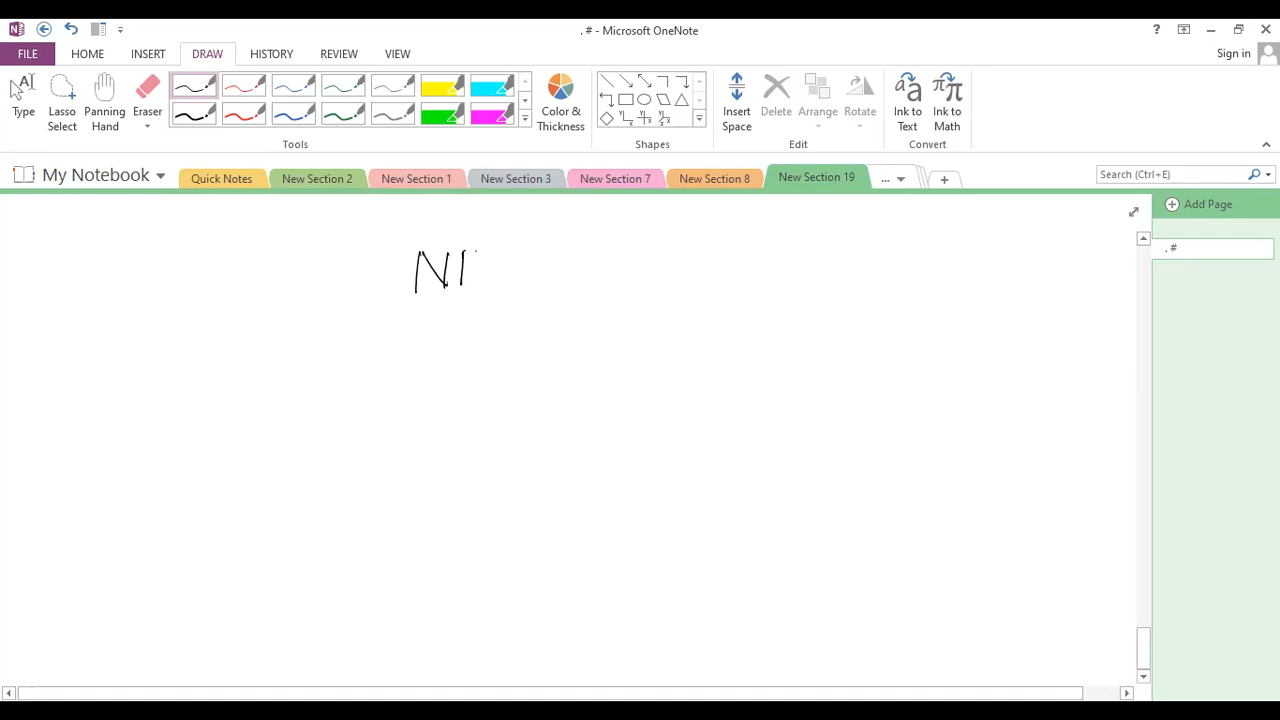 . # - Microsoft OneNote
?
Sign in
FILE HOME INSERT DRAW HISTORY REVIEW VIEW
Type
Lasso Select
Panning Hand
Eraser
Color & Thickness
Insert Space
Delete
Arrange
Rotate
Ink to Text
Ink to Math
Tools
Shapes
Edit
Convert
My Notebook Quick Notes New Section 2 New Section 1 New Section 3 New Section 7 New Section 8 New Section 19 ... Search (Ctrl+E)
Add Page
. #
NI